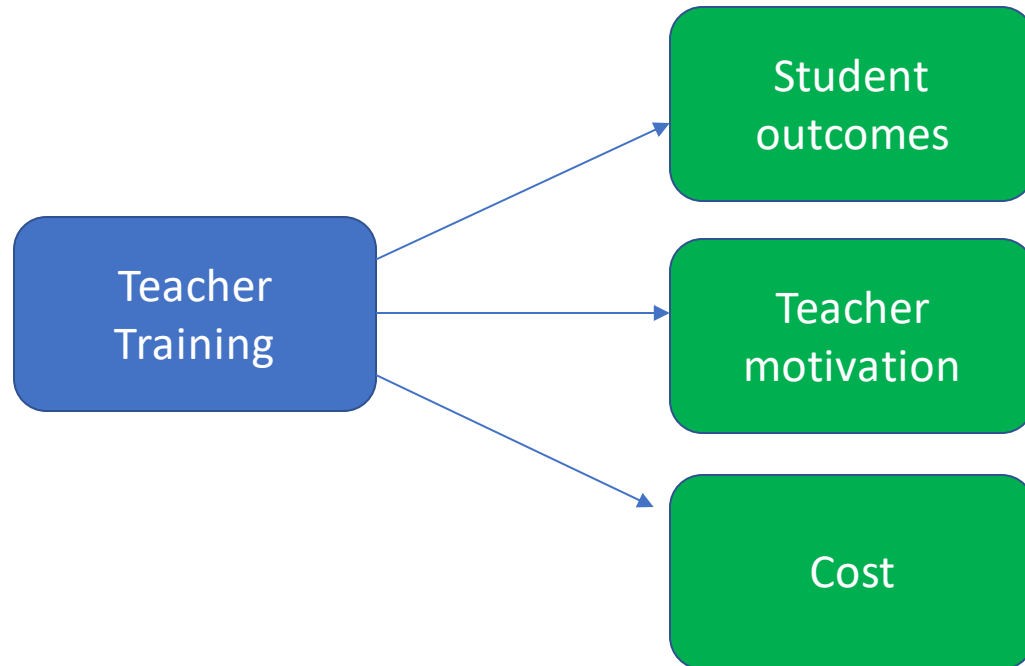 Teacher
Training
Student
outcomes
Teacher
motivation
Cost